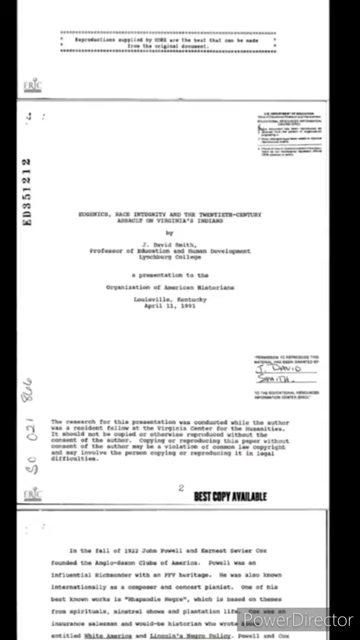 Reproductions supplied by EDRS are the best that can be made
from the original document.
ERIC
ED351212
U.S. DEPARTMENT OF EDUCATION
EUGENICS, RACE INTEGRITY AND THE TWENTIETH-CENTURY
ASSAULT ON VIRGINIA'S INDIANS
by
J. David Smith,
Professor of Education and Human Development
Lynchburg College
a presentation to the
Organization of American Historians
Louisville, Kentucky
April 11, 1991
"PERMISSION TO REPRODUCE THIS
MATERIAL HAS BEEN GRANTED BY
J. DAVID
SMITH
TO THE EDUCATIONAL RESOURCES
INFORMATION CENTER (ERIC)."
SO 021 806
The research for this presentation was conducted while the author
was a resident fellow at the Virginia Center for the Humanities.
It should not be copied or otherwise reproduced without the
consent of the author. Copying or reproducing this paper without
consent of the author may be a violation of common law copyright
and may involve the person copying or reproducing it in legal
difficulties.
2
ERIC
BEST COPY AVAILABLE
In the fall of 1922 John Powell and Earnest Sevier Cox
founded the Anglo-Saxon Clubs of America. Powell was an
influential Richmonder with an FFV heritage. He was also known
internationally as a composer and concert pianist. One of his
best known works is "Rhapsodie Negre", which is based on themes
from spirituals, minstrel shows and plantation life. Cox was an
insurance salesman and would-be historian who wrote
entitled White America and Lincoln's Negro Policy. Powell and Cox
PowerDirector